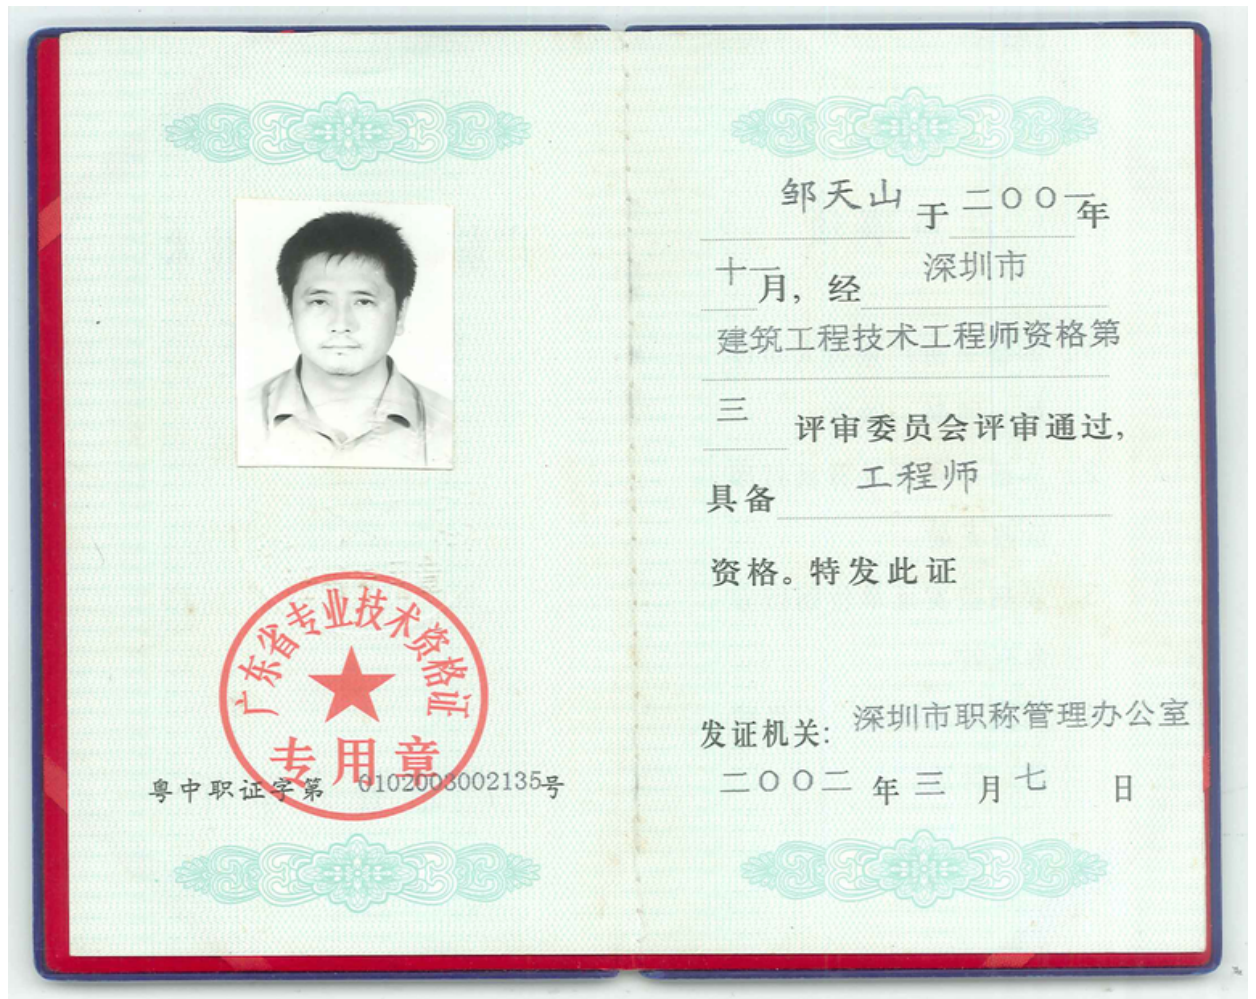 广东省专业技术资格证
专用章
粤中职证字第 0102003002135号
邹天山 于 二〇〇一年
十一月，经 深圳市
建筑工程技术工程师资格第
三 评审委员会评审通过，
具备 工程师
资格。特发此证
发证机关：深圳市职称管理办公室
二〇〇二 年 三 月 七 日